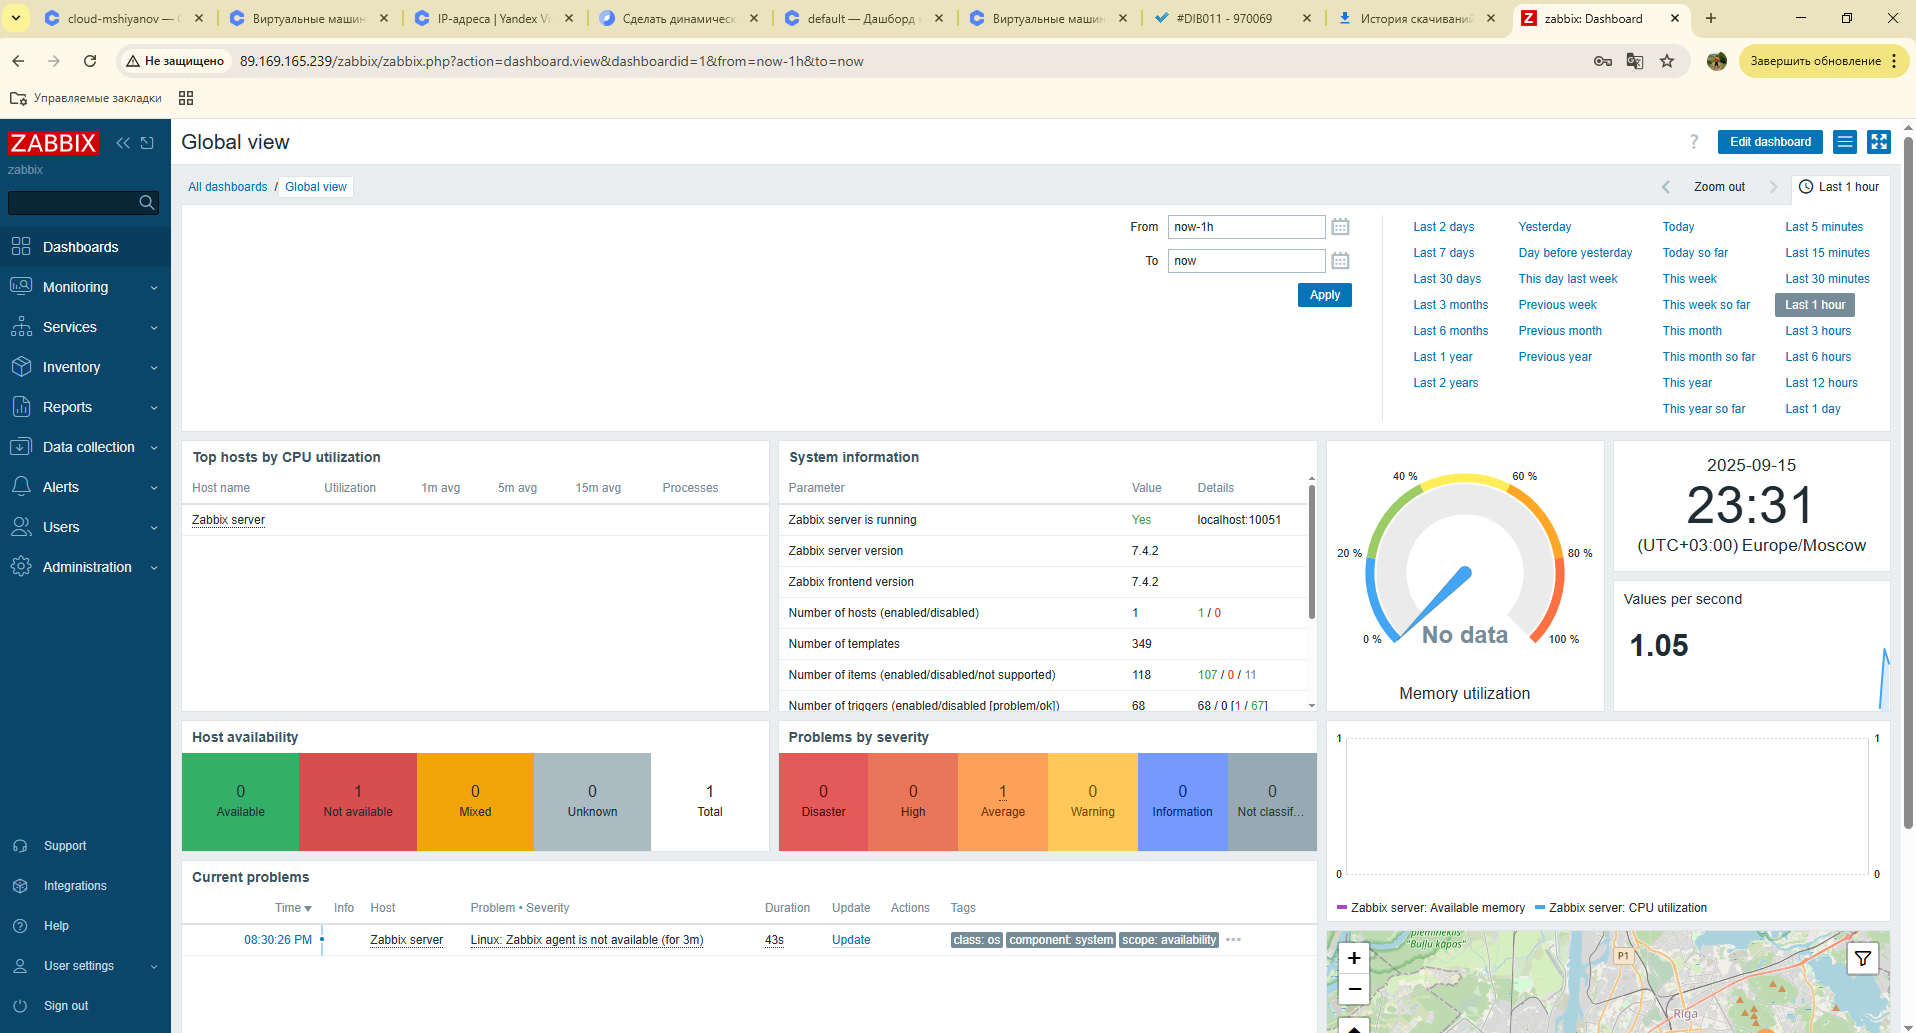 cloud-mshiyanov —
Виртуальные машин
IP-адреса | Yandex Vi
Сделать динамическ
default — Дашборд
Виртуальные машин
#DIB011 - 970069
История скачиваний
zabbix: Dashboard
Не защищено
89.169.165.239/zabbix/zabbix.php?action=dashboard.view&dashboardid=1&from=now-1h&to=now
Завершить обновление
Управляемые закладки
ZABBIX
zabbix
Dashboards
Monitoring
Services
Inventory
Reports
Data collection
Alerts
Users
Administration
Support
Integrations
Help
User settings
Sign out
Global view
?
Edit dashboard
All dashboards / Global view
Zoom out
Last 1 hour
From now-1h
To now
Apply
Last 2 days Yesterday Today Last 5 minutes
Last 7 days Day before yesterday Today so far Last 15 minutes
Last 30 days This day last week This week Last 30 minutes
Last 3 months Previous week This week so far Last 1 hour
Last 6 months Previous month This month Last 3 hours
Last 1 year Previous year This month so far Last 6 hours
Last 2 years This year Last 12 hours
This year so far Last 1 day
Top hosts by CPU utilization
Host name Utilization 1m avg 5m avg 15m avg Processes
Zabbix server
System information
Parameter Value Details
Zabbix server is running Yes localhost:10051
Zabbix server version 7.4.2
Zabbix frontend version 7.4.2
Number of hosts (enabled/disabled) 1 1 / 0
Number of templates 349
Number of items (enabled/disabled/not supported) 118 107 / 0 / 11
Number of triggers (enabled/disabled [problem/ok]) 68 68 / 0 [1 / 67]
40 % 60 %
20 % 80 %
0 % No data 100 %
Memory utilization
2025-09-15
23:31
(UTC+03:00) Europe/Moscow
Values per second
1.05
Host availability
0 1 0 0 1
Available Not available Mixed Unknown Total
Problems by severity
0 0 1 0 0 0
Disaster High Average Warning Information Not classif...
1 1
0 0
Zabbix server: Available memory Zabbix server: CPU utilization
Current problems
Time Info Host Problem • Severity Duration Update Actions Tags
08:30:26 PM Zabbix server Linux: Zabbix agent is not available (for 3m) 43s Update class: os component: system scope: availability
+
−
piemineklis
"Buļļu kāpas"
P1
Rīga